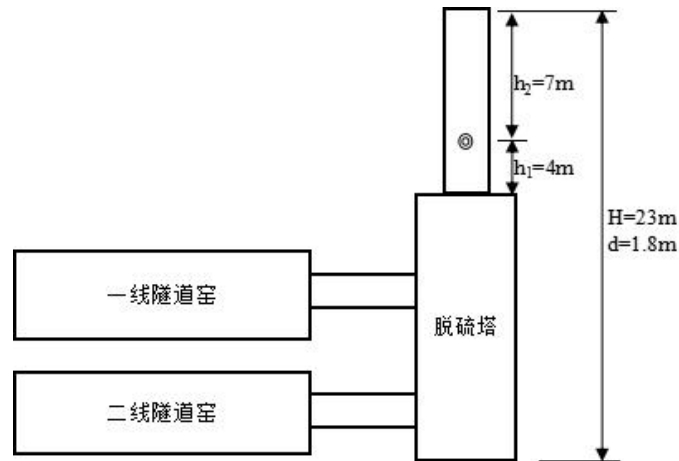 h₂=7m
h₁=4m
H=23m
d=1.8m
一线隧道窑
脱硫塔
二线隧道窑